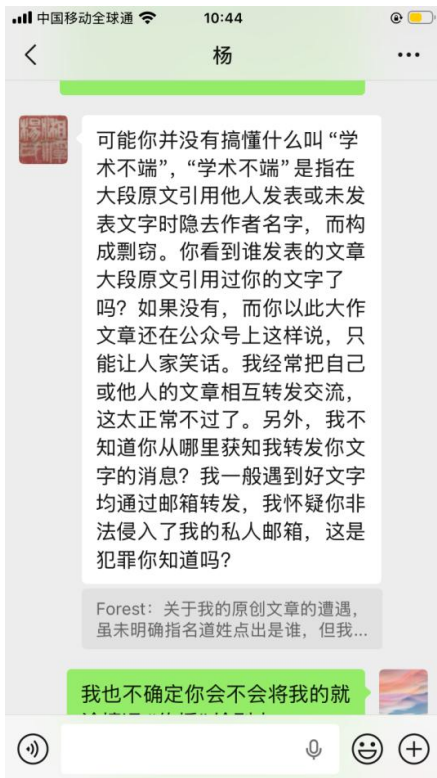 中国移动全球通
10:44
杨
可能你并没有搞懂什么叫“学
术不端”，“学术不端”是指在
大段原文引用他人发表或未发
表文字时隐去作者名字，而构
成剽窃。你看到谁发表的文章
大段原文引用过你的文字了
吗？如果没有，而你以此大作
文章还在公众号上这样说，只
能让人家笑话。我经常把自己
或他人的文章相互转发交流，
这太正常不过了。另外，我不
知道你从哪里获知我转发你文
字的消息？我一般遇到好文字
均通过邮箱转发，我怀疑你非
法侵入了我的私人邮箱，这是
犯罪你知道吗？
Forest：关于我的原创文章的遭遇，
虽未明确指名道姓点出是谁，但我...
我也不确定你会不会将我的就